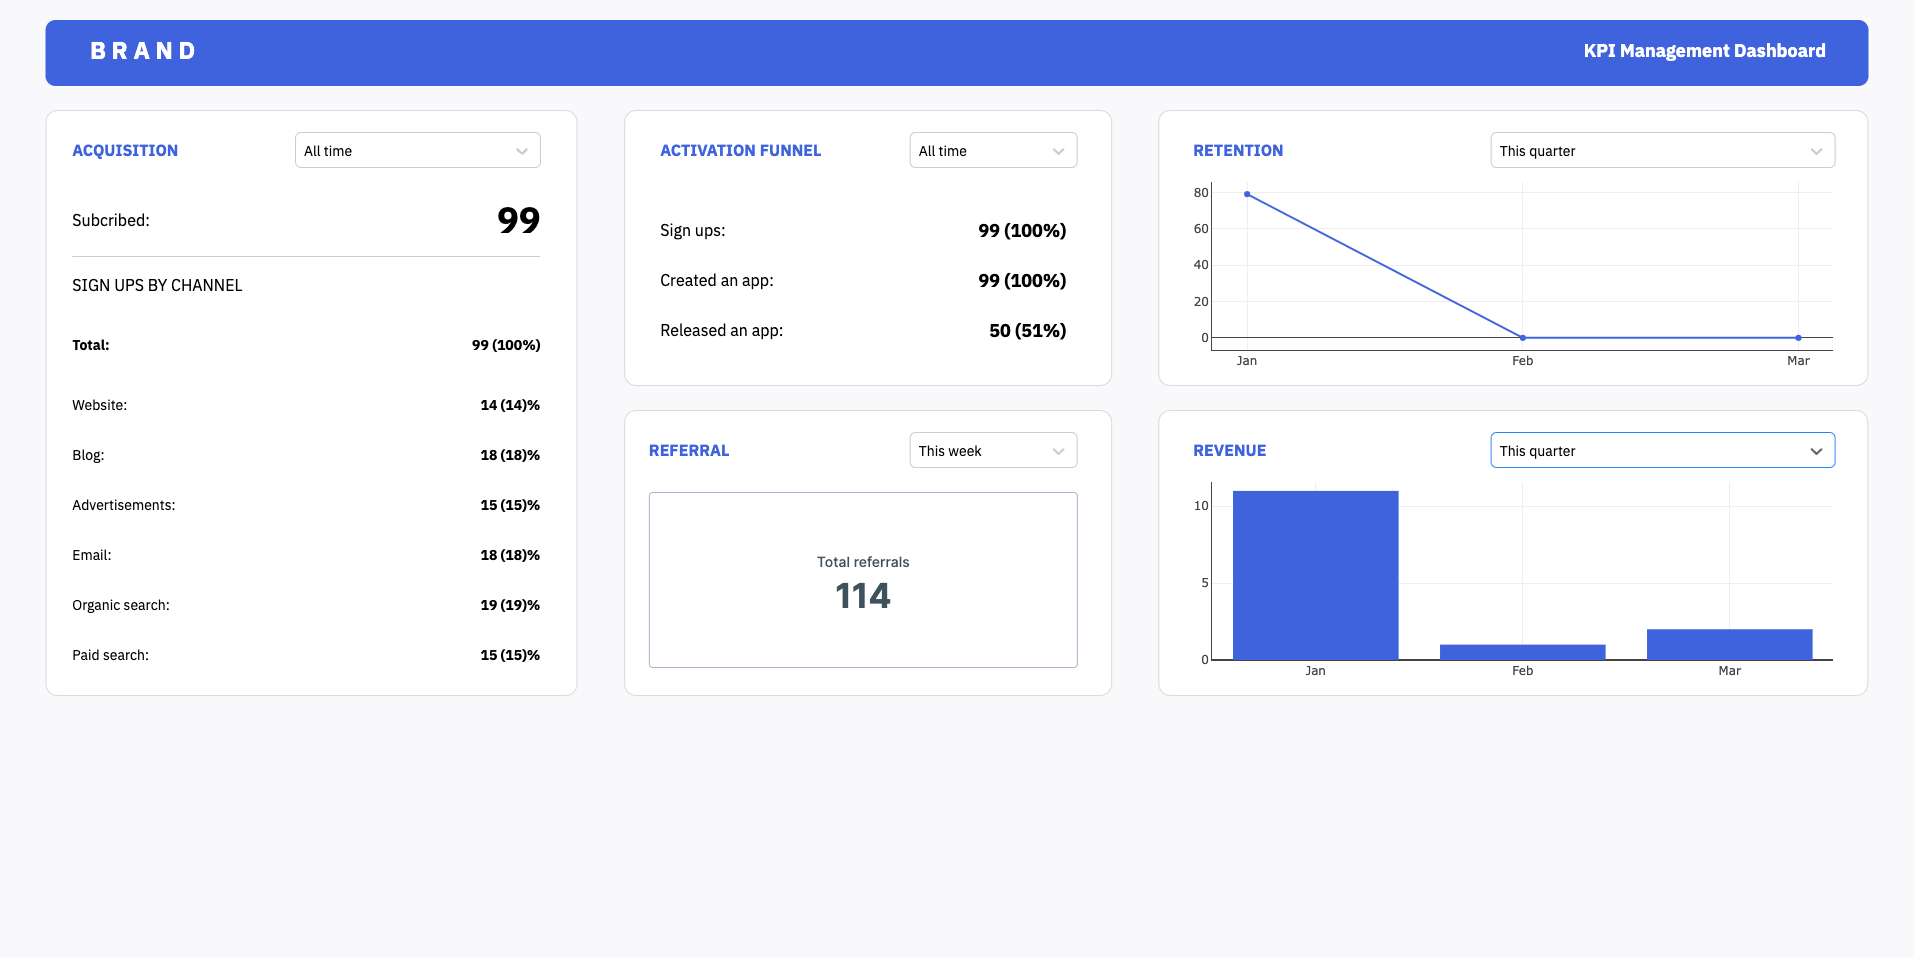 BRAND
KPI Management Dashboard
ACQUISITION
All time
Subcribed:
99
SIGN UPS BY CHANNEL
Total:
99 (100%)
Website:
14 (14)%
Blog:
18 (18)%
Advertisements:
15 (15)%
Email:
18 (18)%
Organic search:
19 (19)%
Paid search:
15 (15)%
ACTIVATION FUNNEL
All time
Sign ups:
99 (100%)
Created an app:
99 (100%)
Released an app:
50 (51%)
RETENTION
This quarter
80
60
40
20
0
Jan
Feb
Mar
REFERRAL
This week
Total referrals
114
REVENUE
This quarter
10
5
0
Jan
Feb
Mar